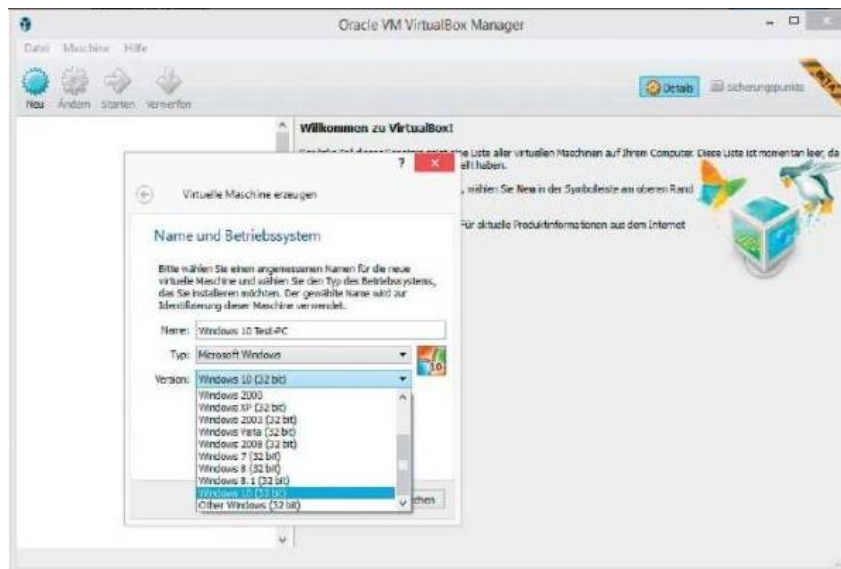 Oracle VM VirtualBox Manager
Datei Maschine Hilfe
Neu Ändern Starten Verwerfen
Details Sicherungspunkte
Willkommen zu VirtualBox!
eine Liste aller virtuellen Maschinen auf Ihrem Computer. Diese Liste ist momentan leer, da
ellt haben.
? x
Virtuelle Maschine erzeugen
, wählen Sie Neu in der Symbolleiste am oberen Rand
Für aktuelle Produktinformationen aus dem Internet
Name und Betriebssystem
Bitte wählen Sie einen angemessenen Namen für die neue
virtuelle Maschine und wählen Sie den Typ des Betriebssystems,
das Sie installieren möchten. Der gewählte Name wird zur
Identifizierung dieser Maschine verwendet.
Name: Windows 10 Test-PC
Typ: Microsoft Windows
10
Version: Windows 10 (32 bit)
Windows 2000
Windows XP (32 bit)
Windows 2003 (32 bit)
Windows Vista (32 bit)
Windows 2008 (32 bit)
Windows 7 (32 bit)
Windows 8 (32 bit)
Windows 8.1 (32 bit)
Windows 10 (32 bit)
Other Windows (32 bit)
chen